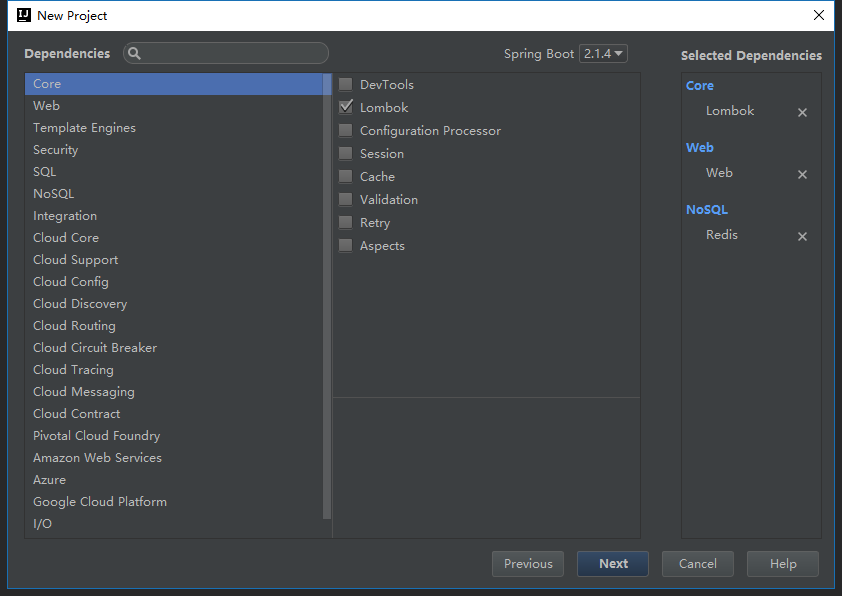 New Project
Dependencies
Spring Boot 2.1.4
Selected Dependencies
Core
Web
Template Engines
Security
SQL
NoSQL
Integration
Cloud Core
Cloud Support
Cloud Config
Cloud Discovery
Cloud Routing
Cloud Circuit Breaker
Cloud Tracing
Cloud Messaging
Cloud Contract
Pivotal Cloud Foundry
Amazon Web Services
Azure
Google Cloud Platform
I/O
DevTools
Lombok
Configuration Processor
Session
Cache
Validation
Retry
Aspects
Core
Lombok
Web
Web
NoSQL
Redis
Previous
Next
Cancel
Help